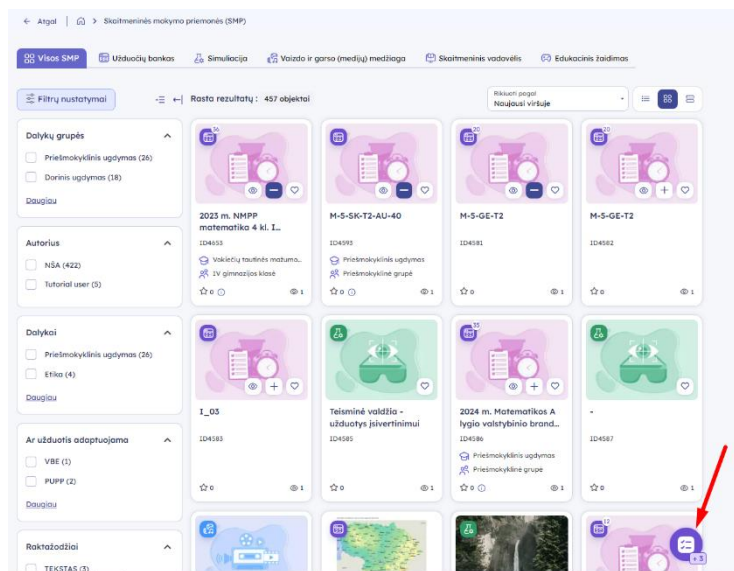 ← Atgal
> Skaitmeninės mokymo priemonės (SMP)
Visos SMP
Užduočių bankas
Simuliacija
Vaizdo ir garso (medijų) medžiaga
Skaitmeninis vadovėlis
Edukacinis žaidimas
Filtrų nustatymai
Rasta rezultatų : 457 objektai
Rikiuoti pagal
Naujausi viršuje
Dalykų grupės
Priešmokyklinis ugdymas (26)
Dorinis ugdymas (18)
Daugiau
Autorius
NŠA (422)
Tutorial user (5)
Dalykai
Priešmokyklinis ugdymas (26)
Etika (4)
Daugiau
Ar užduotis adaptuojama
VBE (1)
PUPP (2)
Daugiau
Raktažodžiai
TEKSTAS (3)
36
2023 m. NMPP
matematika 4 kl. I...
ID4653
Vokiečių tautinės mažumo...
IV gimnazijos klasė
0
1
M-5-SK-T2-AU-40
ID4593
Priešmokyklinis ugdymas
Priešmokyklinė grupė
0
1
20
M-5-GE-T2
ID4581
0
1
20
M-5-GE-T2
ID4582
0
1
I_03
ID4583
0
1
Teisminė valdžia -
užduotys įsivertinimui
ID4585
0
1
35
2024 m. Matematikos A
lygio valstybinio brand...
ID4586
Priešmokyklinis ugdymas
Priešmokyklinė grupė
0
1
-
ID4587
0
1
12
+ 3